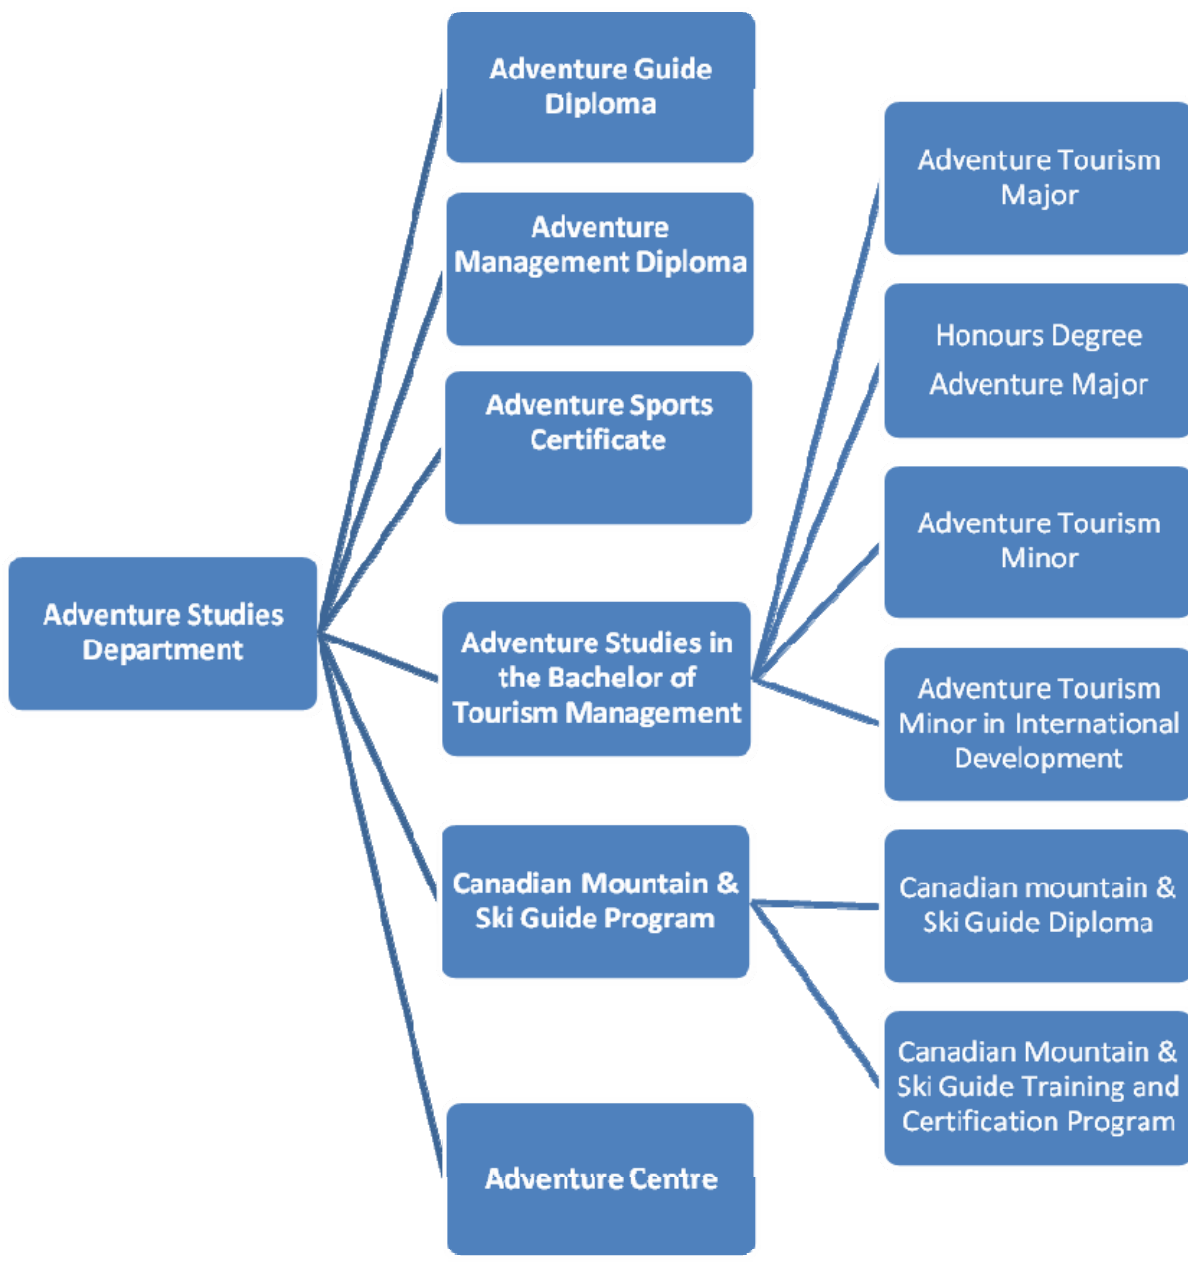 Adventure Guide
DIploma
Adventure
Management Diploma
Adventure Sports
Certificate
Adventure Studies
Department
Adventure Studies in
the Bachelor of
Tourism Management
Canadian Mountain &
Ski Guide Program
Adventure Centre
Adventure Tourism
Major
Honours Degree
Adventure Major
Adventure Tourism
Minor
Adventure Tourism
Minor in International
Development
Canadian mountain &
Ski Guide Diploma
Canadian Mountain &
Ski Guide Training and
Certification Program